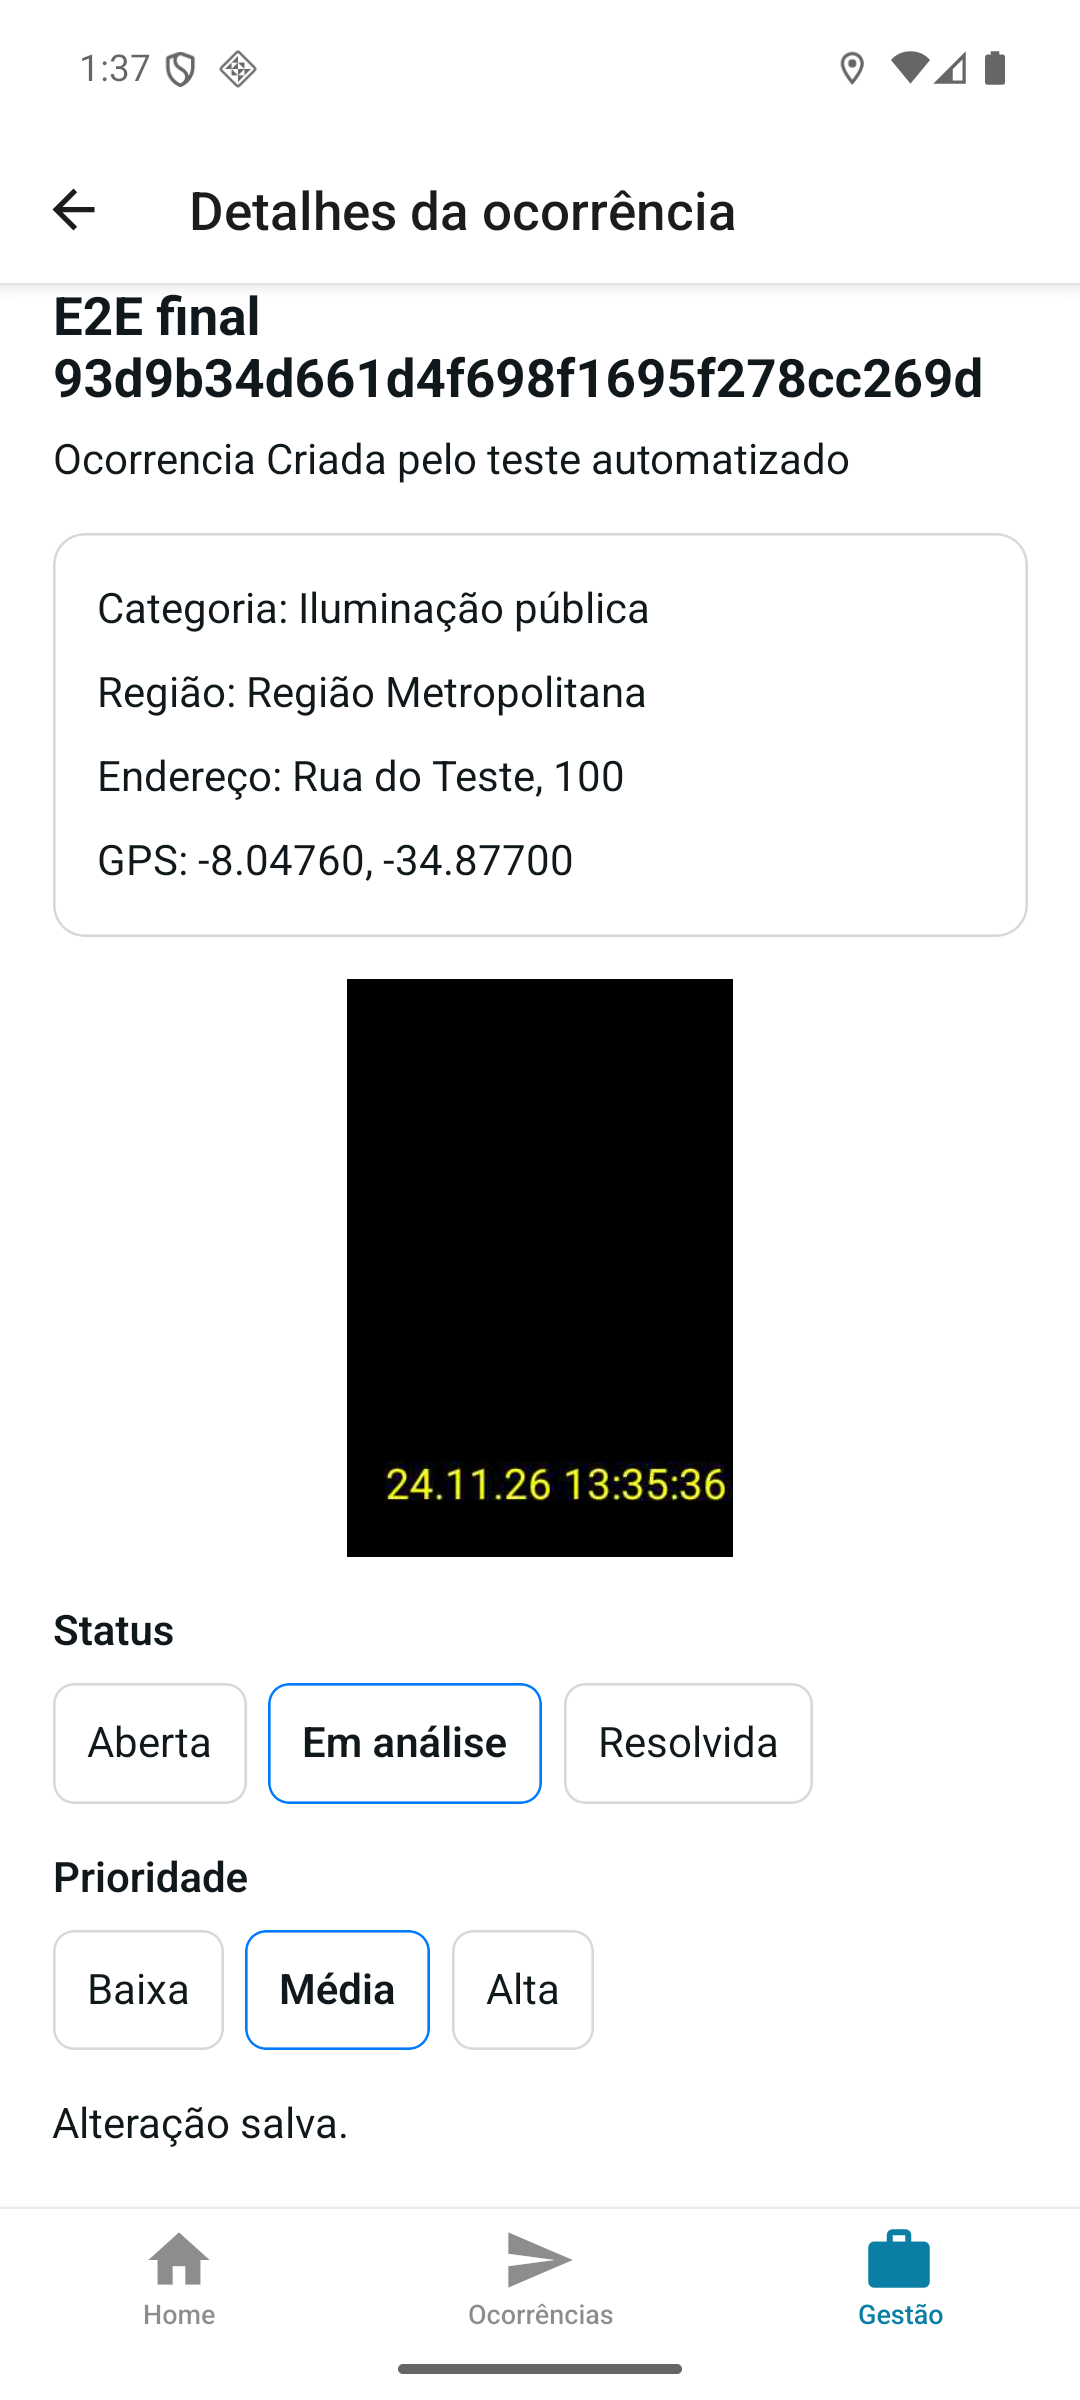 1:37
Detalhes da ocorrência
E2E final
93d9b34d661d4f698f1695f278cc269d
Ocorrencia Criada pelo teste automatizado
Categoria: Iluminação pública
Região: Região Metropolitana
Endereço: Rua do Teste, 100
GPS: -8.04760, -34.87700
24.11.26 13:35:36
Status
Aberta
Em análise
Resolvida
Prioridade
Baixa
Média
Alta
Alteração salva.
Home
Ocorrências
Gestão